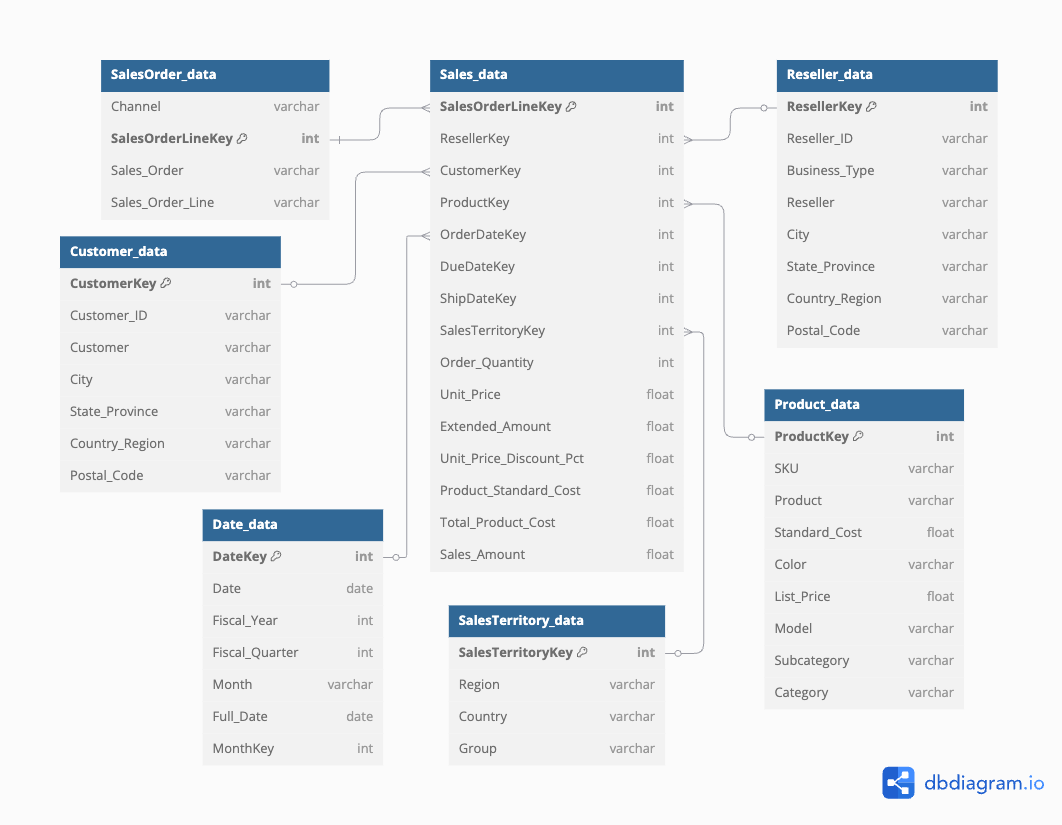 SalesOrder_data
Channel varchar
SalesOrderLineKey int
Sales_Order varchar
Sales_Order_Line varchar
Customer_data
CustomerKey int
Customer_ID varchar
Customer varchar
City varchar
State_Province varchar
Country_Region varchar
Postal_Code varchar
Date_data
DateKey int
Date date
Fiscal_Year int
Fiscal_Quarter int
Month varchar
Full_Date date
MonthKey int
Sales_data
SalesOrderLineKey int
ResellerKey int
CustomerKey int
ProductKey int
OrderDateKey int
DueDateKey int
ShipDateKey int
SalesTerritoryKey int
Order_Quantity int
Unit_Price float
Extended_Amount float
Unit_Price_Discount_Pct float
Product_Standard_Cost float
Total_Product_Cost float
Sales_Amount float
SalesTerritory_data
SalesTerritoryKey int
Region varchar
Country varchar
Group varchar
Reseller_data
ResellerKey int
Reseller_ID varchar
Business_Type varchar
Reseller varchar
City varchar
State_Province varchar
Country_Region varchar
Postal_Code varchar
Product_data
ProductKey int
SKU varchar
Product varchar
Standard_Cost float
Color varchar
List_Price float
Model varchar
Subcategory varchar
Category varchar
dbdiagram.io